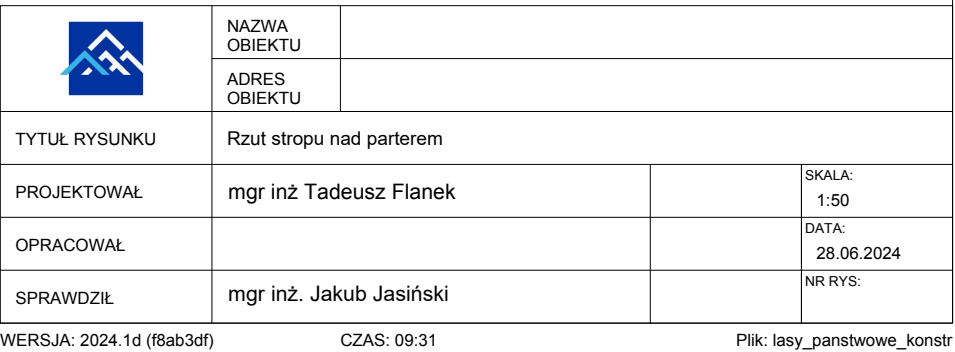 NAZWA
OBIEKTU
ADRES
OBIEKTU
TYTUŁ RYSUNKU
Rzut stropu nad parterem
PROJEKTOWAŁ
mgr inż Tadeusz Flanek
SKALA:
1:50
OPRACOWAŁ
DATA:
28.06.2024
SPRAWDZIŁ
mgr inż. Jakub Jasiński
NR RYS:
WERSJA: 2024.1d (f8ab3df)
CZAS: 09:31
Plik: lasy_panstwowe_konstr